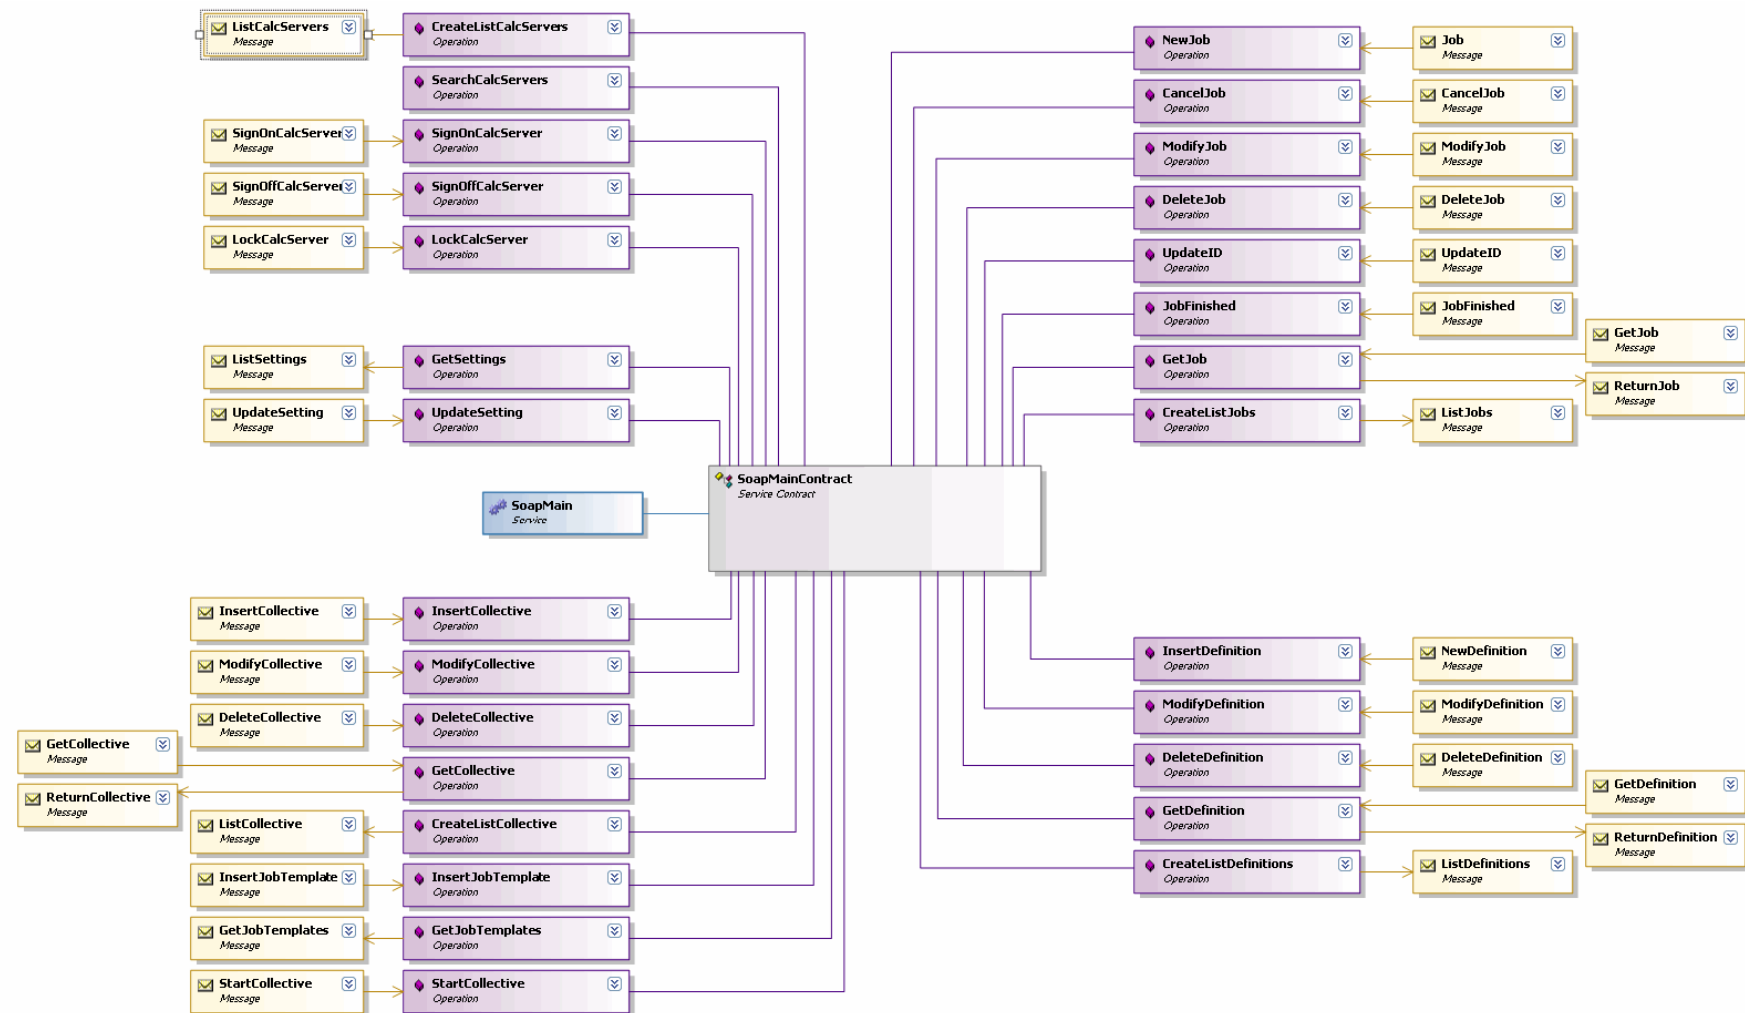 ListCalcServers
Message
CreateListCalcServers
Operation
SearchCalcServers
Operation
SignOnCalcServer
Message
SignOnCalcServer
Operation
SignOffCalcServer
Message
SignOffCalcServer
Operation
LockCalcServer
Message
LockCalcServer
Operation
ListSettings
Message
GetSettings
Operation
UpdateSetting
Message
UpdateSetting
Operation
NewJob
Operation
Job
Message
CancelJob
Operation
CancelJob
Message
ModifyJob
Operation
ModifyJob
Message
DeleteJob
Operation
DeleteJob
Message
UpdateID
Operation
UpdateID
Message
JobFinished
Operation
JobFinished
Message
GetJob
Operation
GetJob
Message
ReturnJob
Message
CreateListJobs
Operation
ListJobs
Message
SoapMain
Service
SoapMainContract
Service Contract
InsertCollective
Message
InsertCollective
Operation
ModifyCollective
Message
ModifyCollective
Operation
DeleteCollective
Message
DeleteCollective
Operation
GetCollective
Message
GetCollective
Operation
ReturnCollective
Message
ListCollective
Message
CreateListCollective
Operation
InsertJobTemplate
Message
InsertJobTemplate
Operation
GetJobTemplates
Message
GetJobTemplates
Operation
StartCollective
Message
StartCollective
Operation
InsertDefinition
Operation
NewDefinition
Message
ModifyDefinition
Operation
ModifyDefinition
Message
DeleteDefinition
Operation
DeleteDefinition
Message
GetDefinition
Operation
GetDefinition
Message
ReturnDefinition
Message
CreateListDefinitions
Operation
ListDefinitions
Message